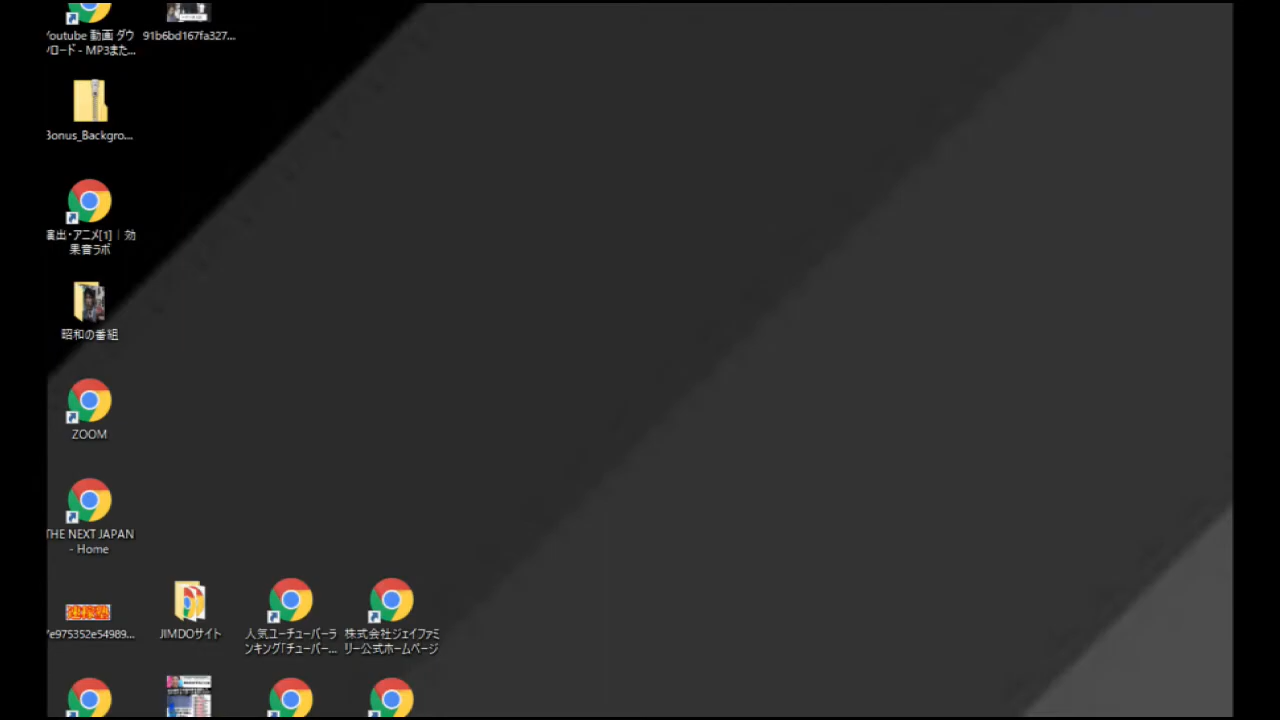 Youtube 動画 ダウ
91b6bd167fa327...
ンロード - MP3また...
Bonus_Backgro...
演出・アニメ[1]｜効
果音ラボ
昭和の番組
ZOOM
THE NEXT JAPAN
- Home
7e975352e54989...
JIMDOサイト
人気ユーチューバーラ
ンキング「チューバー...
株式会社ジェイファミ
リー公式ホームページ